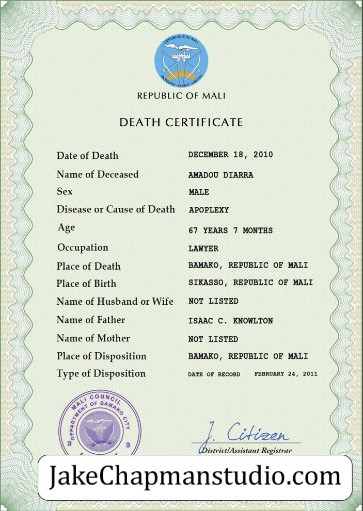 REPUBLIC OF MALI
DEATH CERTIFICATE
Date of Death DECEMBER 18, 2010
Name of Deceased AMADOU DIARRA
Sex MALE
Disease or Cause of Death APOPLEXY
Age 67 YEARS 7 MONTHS
Occupation LAWYER
Place of Death BAMAKO, REPUBLIC OF MALI
Place of Birth SIKASSO, REPUBLIC OF MALI
Name of Husband or Wife NOT LISTED
Name of Father ISAAC C. KNOWLTON
Name of Mother NOT LISTED
Place of Disposition BAMAKO, REPUBLIC OF MALI
Type of Disposition DATE OF RECORD FEBRUARY 24, 2011
MALI COUNCIL
DEPARTMENT OF BAMAKO CITY
3 3
J. Citizen
District/Assistant Registrar
JakeChapmanstudio.com